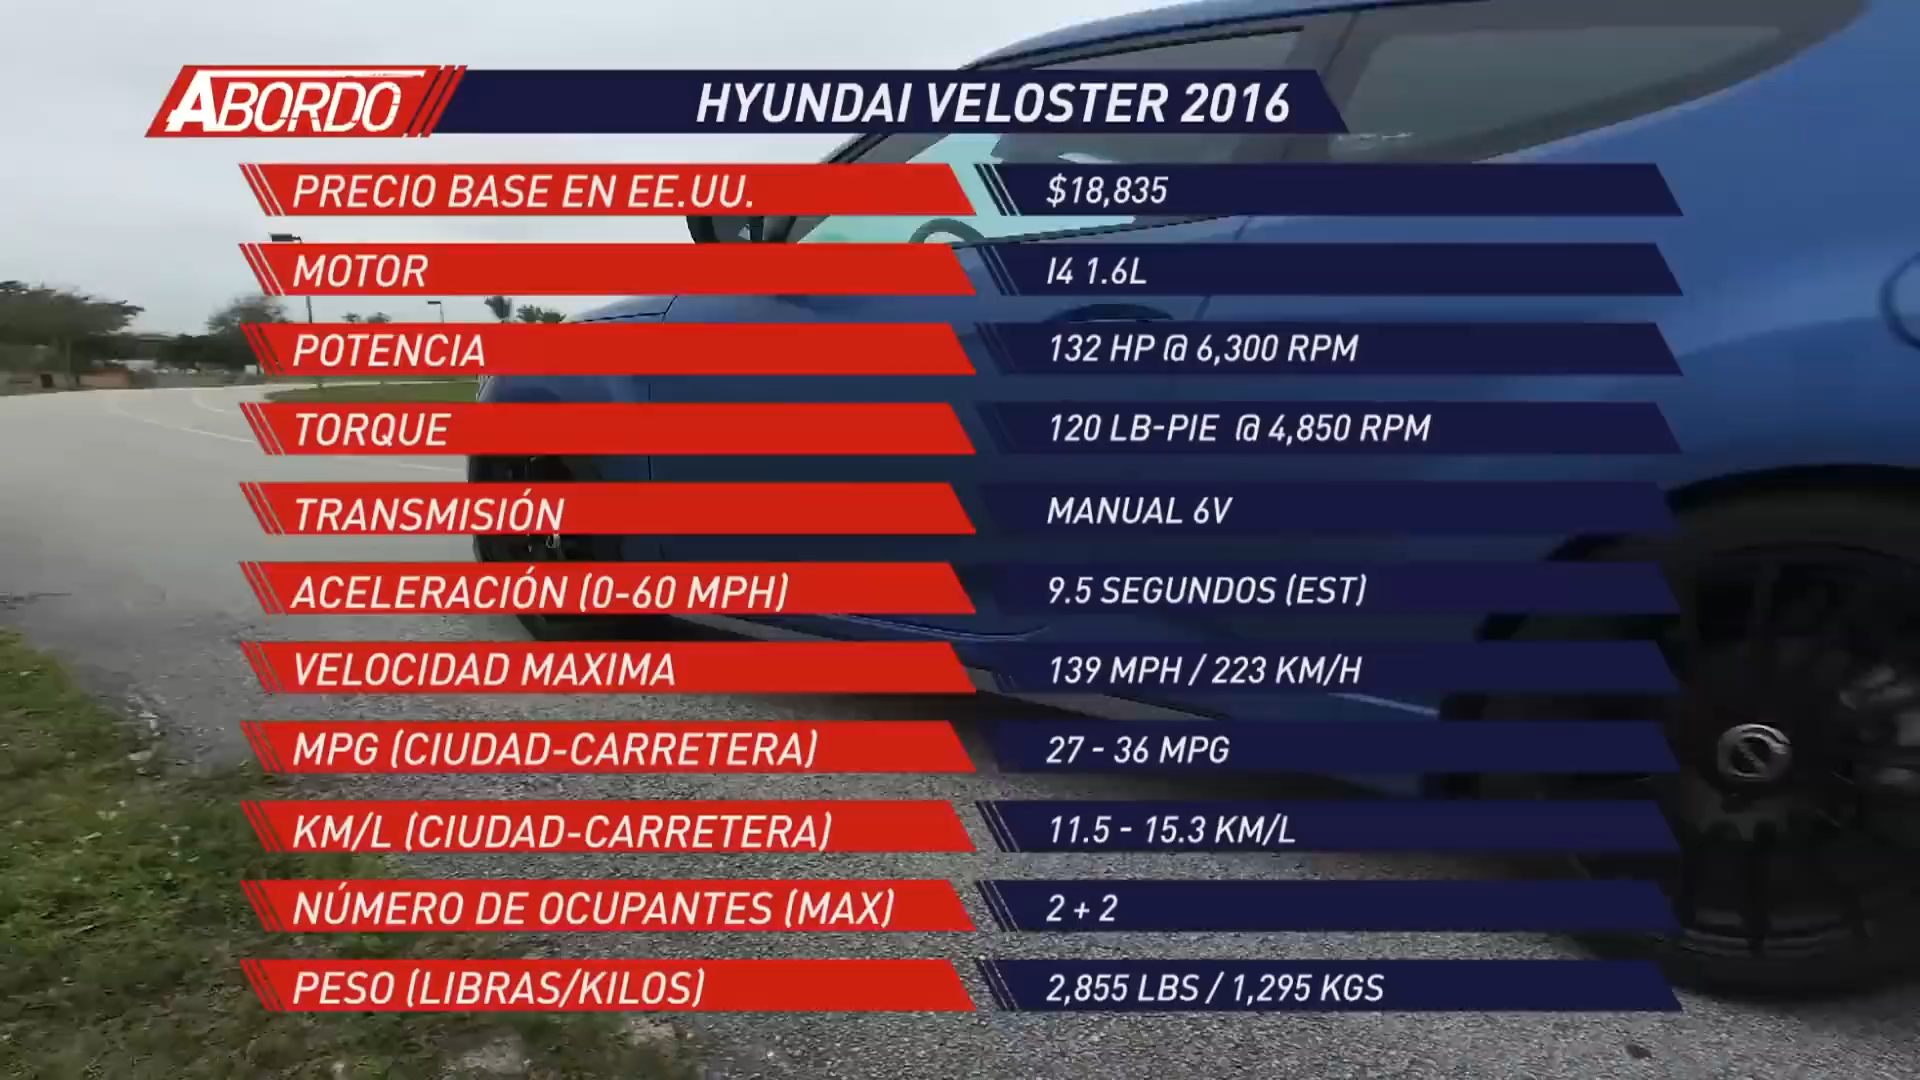 ABORDO HYUNDAI VELOSTER 2016
PRECIO BASE EN EE.UU. $18,835
MOTOR I4 1.6L
POTENCIA 132 HP @ 6,300 RPM
TORQUE 120 LB-PIE @ 4,850 RPM
TRANSMISIÓN MANUAL 6V
ACELERACIÓN (0-60 MPH) 9.5 SEGUNDOS (EST)
VELOCIDAD MAXIMA 139 MPH / 223 KM/H
MPG (CIUDAD-CARRETERA) 27 - 36 MPG
KM/L (CIUDAD-CARRETERA) 11.5 - 15.3 KM/L
NÚMERO DE OCUPANTES (MAX) 2 + 2
PESO (LIBRAS/KILOS) 2,855 LBS / 1,295 KGS